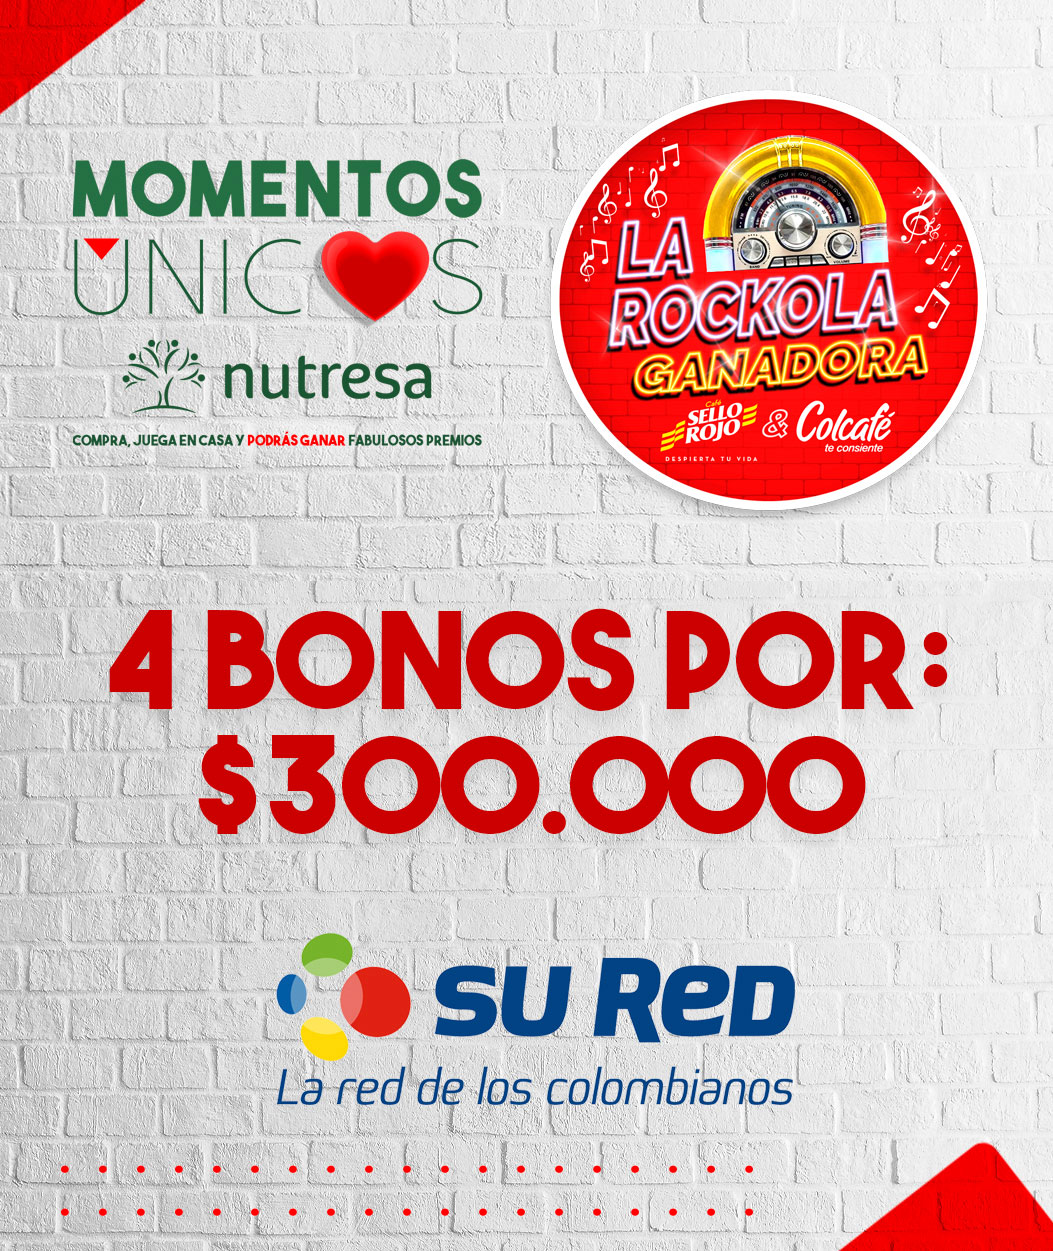 MOMENTOS
ÚNICOS
nutresa
COMPRA, JUEGA EN CASA Y PODRÁS GANAR FABULOSOS PREMIOS
LA
ROCKOLA
GANADORA
Café
SELLO
ROJO
DESPIERTA TU VIDA
&
Colcafé
te consiente
4 BONOS POR:
$300.000
SU RED
La red de los colombianos